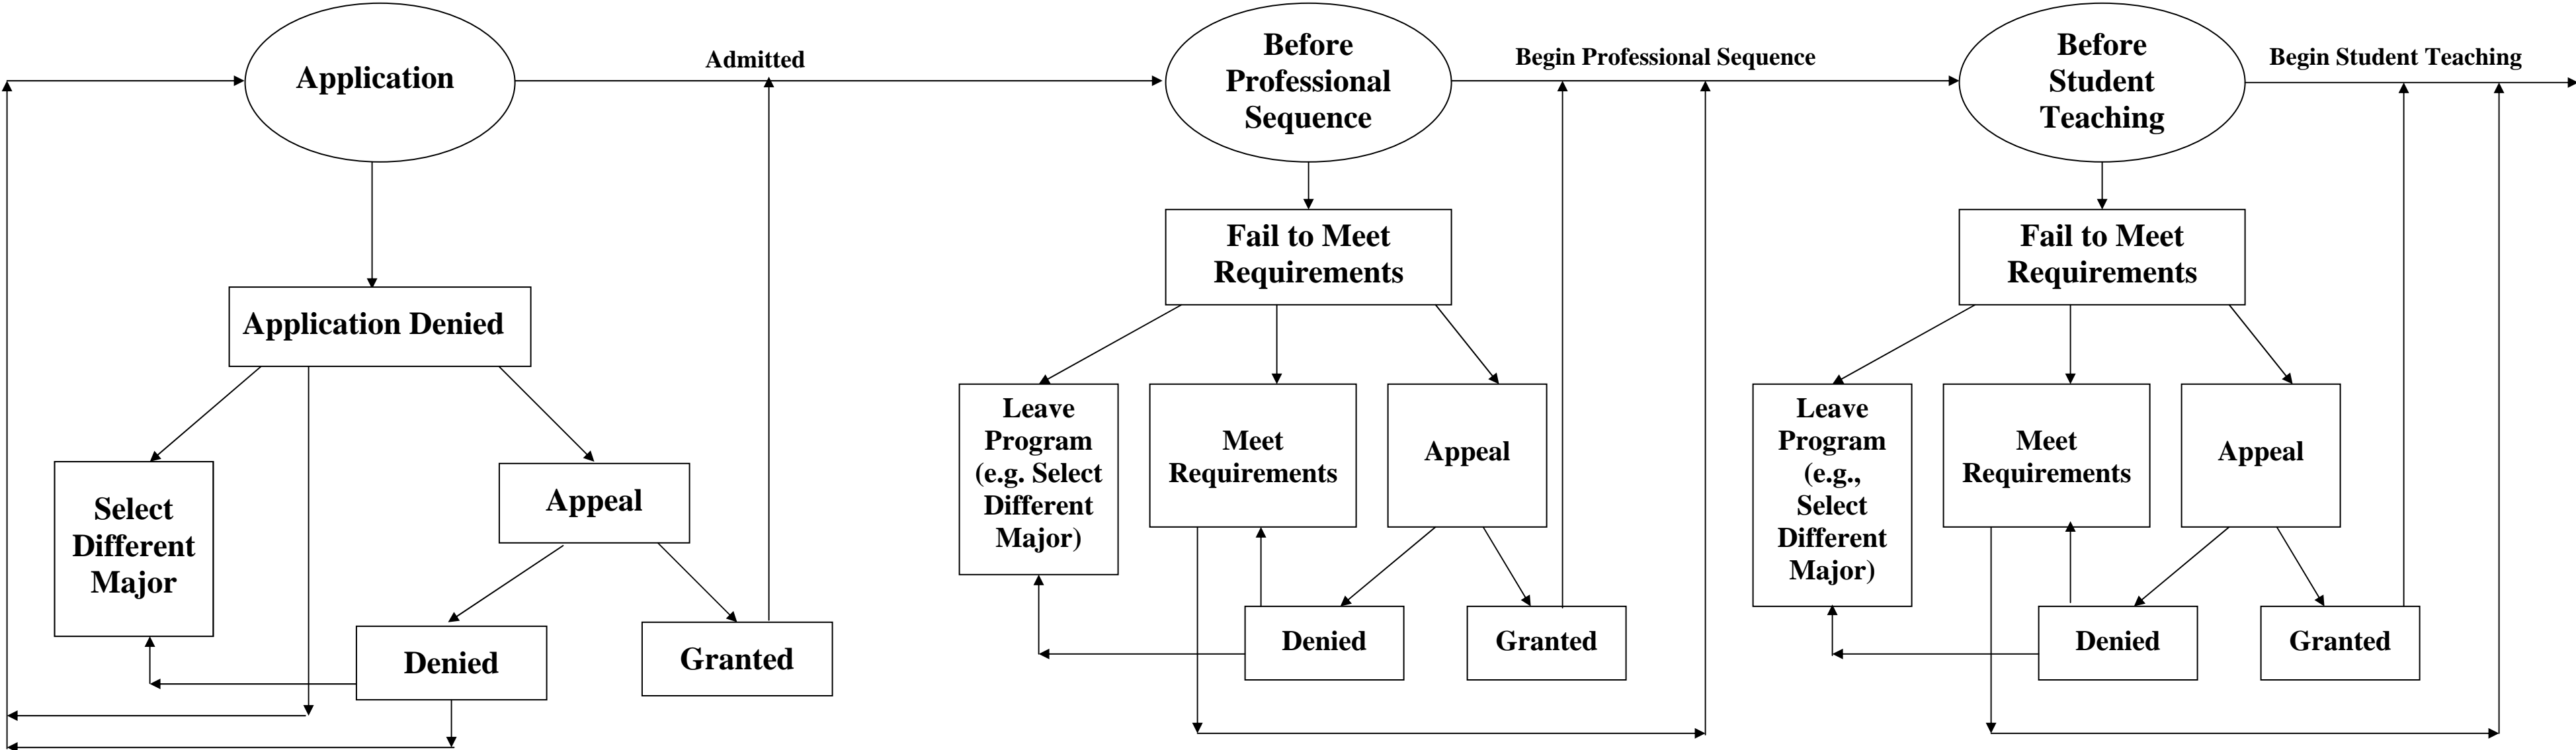 Application
Admitted
Before
Professional
Sequence
Begin Professional Sequence
Before
Student
Teaching
Begin Student Teaching
Application Denied
Select
Different
Major
Appeal
Denied
Granted
Fail to Meet
Requirements
Leave
Program
(e.g. Select
Different
Major)
Meet
Requirements
Appeal
Denied
Granted
Fail to Meet
Requirements
Leave
Program
(e.g.,
Select
Different
Major)
Meet
Requirements
Appeal
Denied
Granted